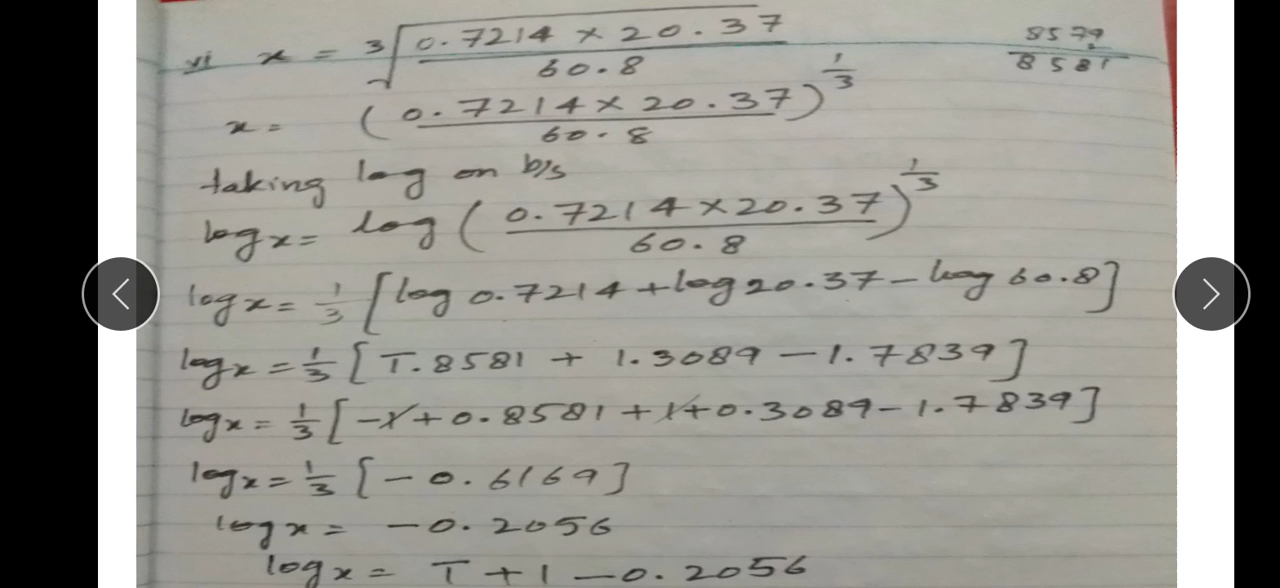 vi x = ∛(0.7214 × 20.37 / 60.8) 8579
8581
x = (0.7214 × 20.37 / 60.8)^(1/3)
taking log on b/s
log x = log (0.7214 × 20.37 / 60.8)^(1/3)
log x = 1/3 [log 0.7214 + log 20.37 – log 60.8]
log x = 1/3 [1̅.8581 + 1.3089 – 1.7839]
log x = 1/3 [–1 + 0.8581 + 1 + 0.3089 – 1.7839]
log x = 1/3 [–0.6169]
log x = –0.2056
log x = 1̅ + 1 – 0.2056